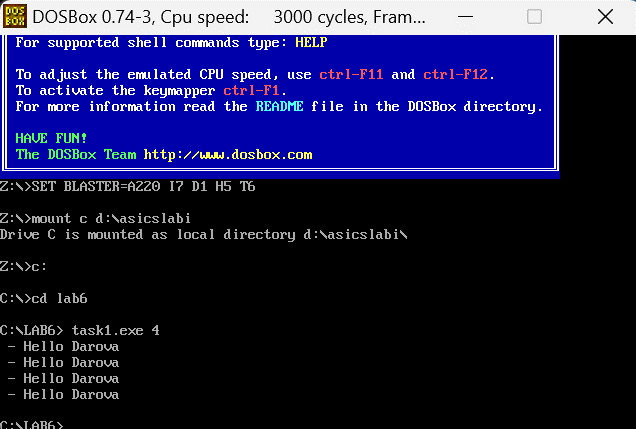 DOS
BOX
DOSBox 0.74-3, Cpu speed: 3000 cycles, Fram...
For supported shell commands type: HELP
To adjust the emulated CPU speed, use ctrl-F11 and ctrl-F12.
To activate the keymapper ctrl-F1.
For more information read the README file in the DOSBox directory.
HAVE FUN!
The DOSBox Team http://www.dosbox.com
Z:\>SET BLASTER=A220 I7 D1 H5 T6
Z:\>mount c d:\asicslabi
Drive C is mounted as local directory d:\asicslabi\
Z:\>c:
C:\>cd lab6
C:\LAB6> task1.exe 4
- Hello Darova
- Hello Darova
- Hello Darova
- Hello Darova
C:\LAB6>